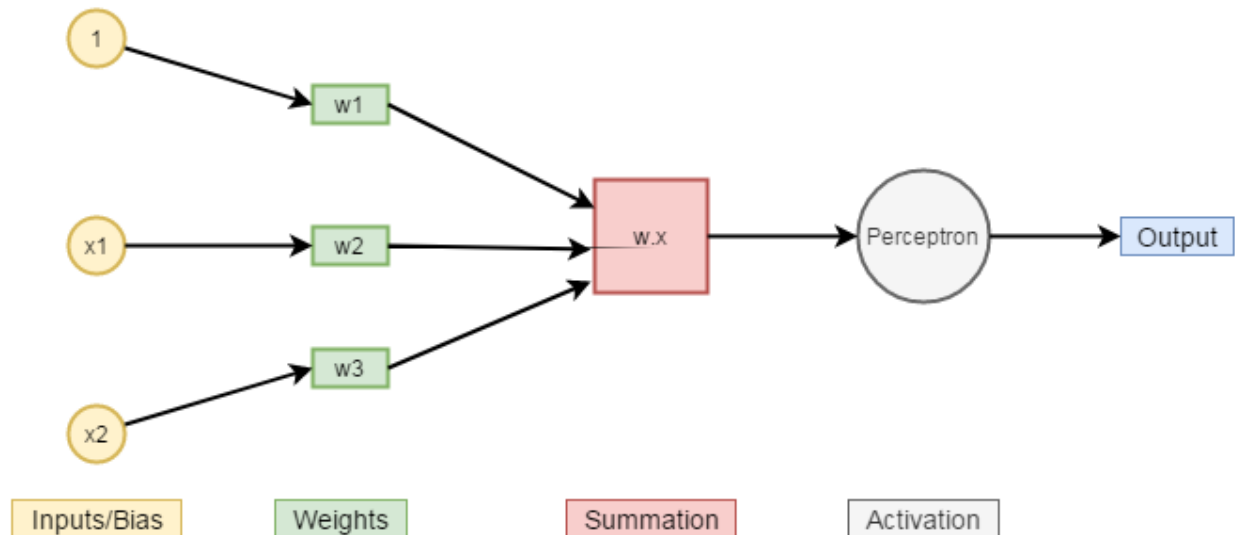 1
w1
x1
w2
w.x
Perceptron
Output
w3
x2
Inputs/Bias
Weights
Summation
Activation